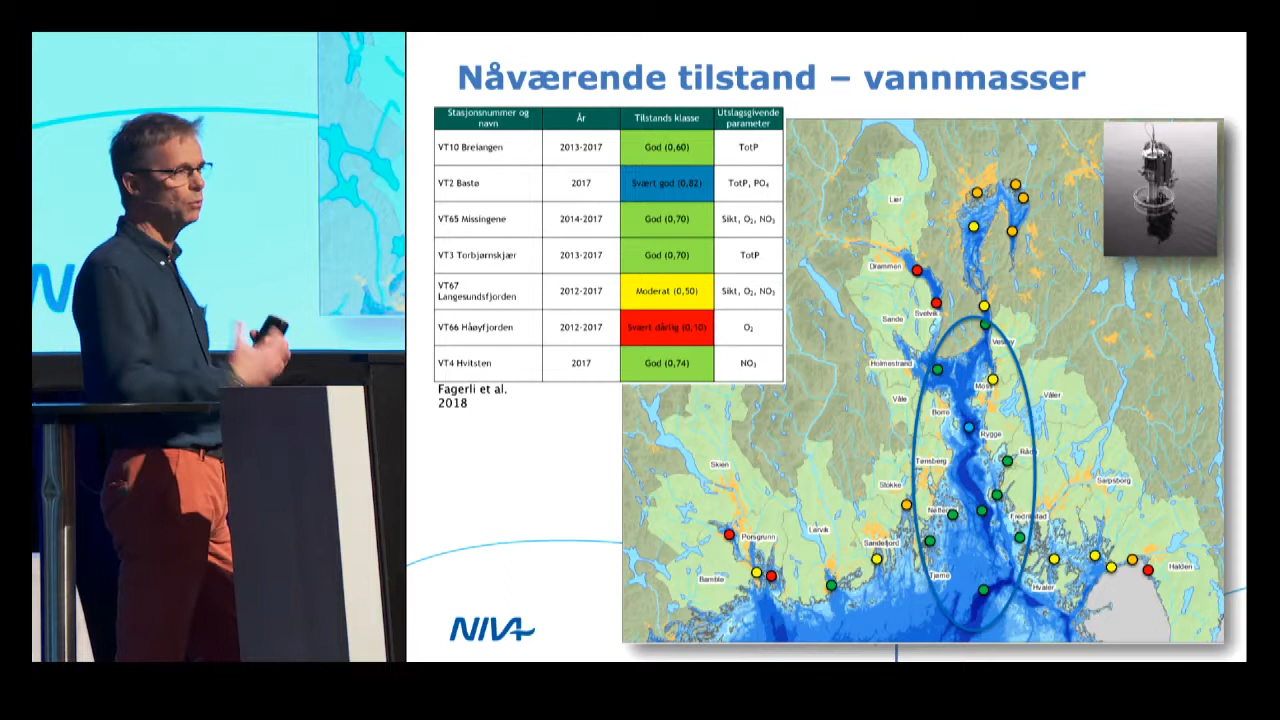 Nåværende tilstand – vannmasser
Stasjonsnummer og navn | År | Tilstands klasse | Utslagsgivende parameter
VT10 Breiangen | 2013-2017 | God (0,60) | TotP
VT2 Bastø | 2017 | Svært god (0,82) | TotP, PO₄
VT65 Missingene | 2014-2017 | God (0,70) | Sikt, O₂, NO₃
VT3 Torbjørnskjær | 2013-2017 | God (0,70) | TotP
VT67 Langesundsfjorden | 2012-2017 | Moderat (0,50) | Sikt, O₂, NO₃
VT66 Håøyfjorden | 2012-2017 | Svært dårlig (0,10) | O₂
VT4 Hvitsten | 2017 | God (0,74) | NO₃
Fagerli et al.
2018
Lier
Drammen
Svelvik
Sande
Vestby
Holmestrand
Moss
Våle
Våler
Borre
Rygge
Råde
Tønsberg
Skien
Stokke
Sarpsborg
Fredrikstad
Larvik
Porsgrunn
Sandefjord
Halden
Bamble
Tjøme
Hvaler
NIVA